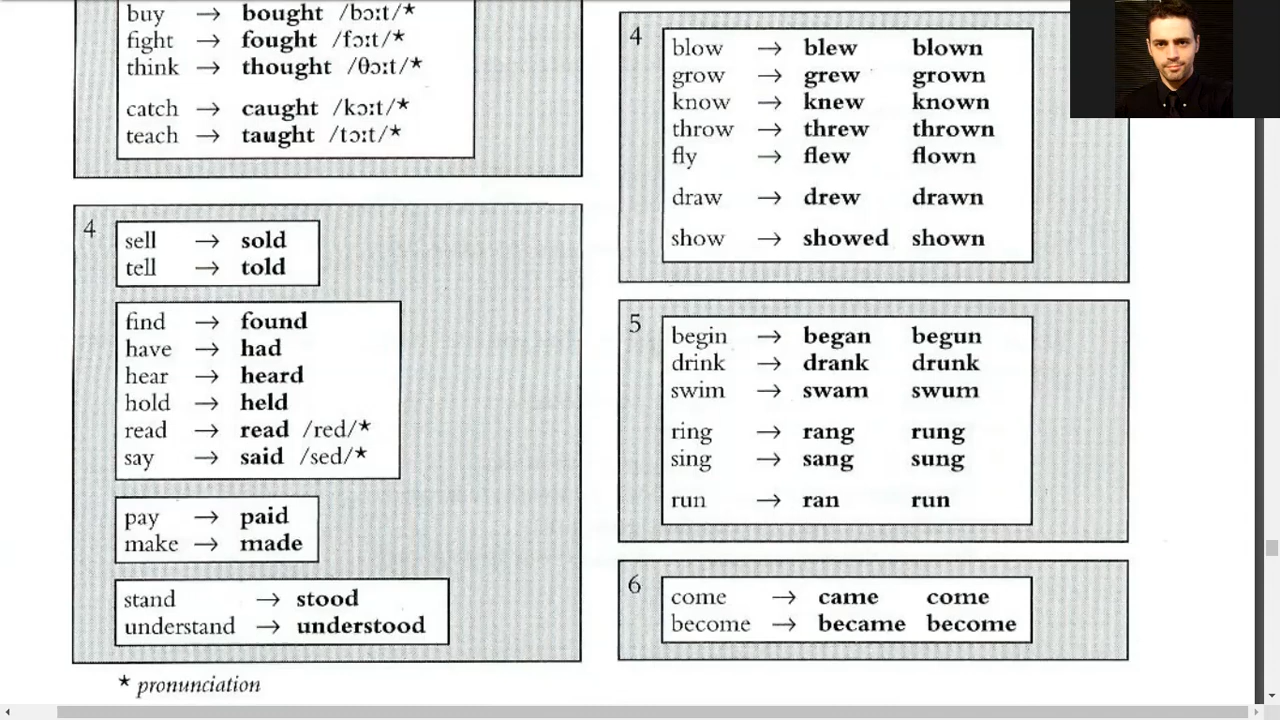 buy → bought /bɔːt/★
fight → fought /fɔːt/★
think → thought /θɔːt/★
catch → caught /kɔːt/★
teach → taught /tɔːt/★
4
sell → sold
tell → told
find → found
have → had
hear → heard
hold → held
read → read /red/★
say → said /sed/★
pay → paid
make → made
stand → stood
understand → understood
★ pronunciation
4
blow → blew blown
grow → grew grown
know → knew known
throw → threw thrown
fly → flew flown
draw → drew drawn
show → showed shown
5
begin → began begun
drink → drank drunk
swim → swam swum
ring → rang rung
sing → sang sung
run → ran run
6
come → came come
become → became become